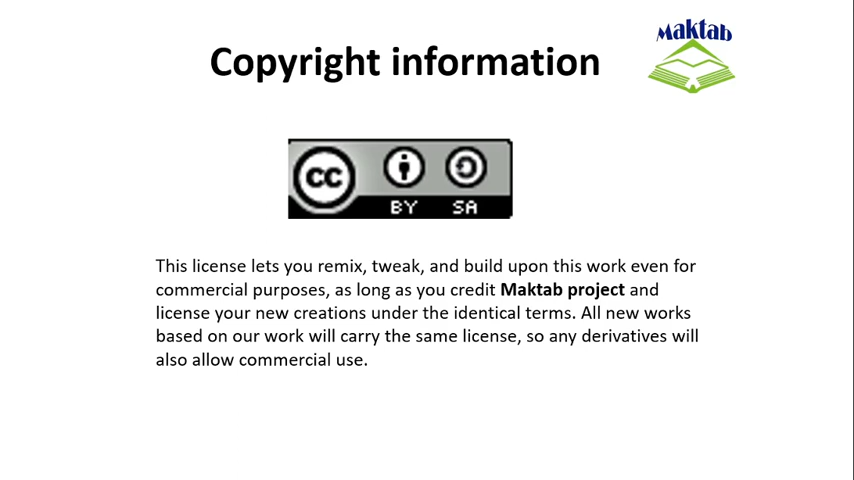 Maktab
Copyright information
CC
BY SA
This license lets you remix, tweak, and build upon this work even for
commercial purposes, as long as you credit Maktab project and
license your new creations under the identical terms. All new works
based on our work will carry the same license, so any derivatives will
also allow commercial use.